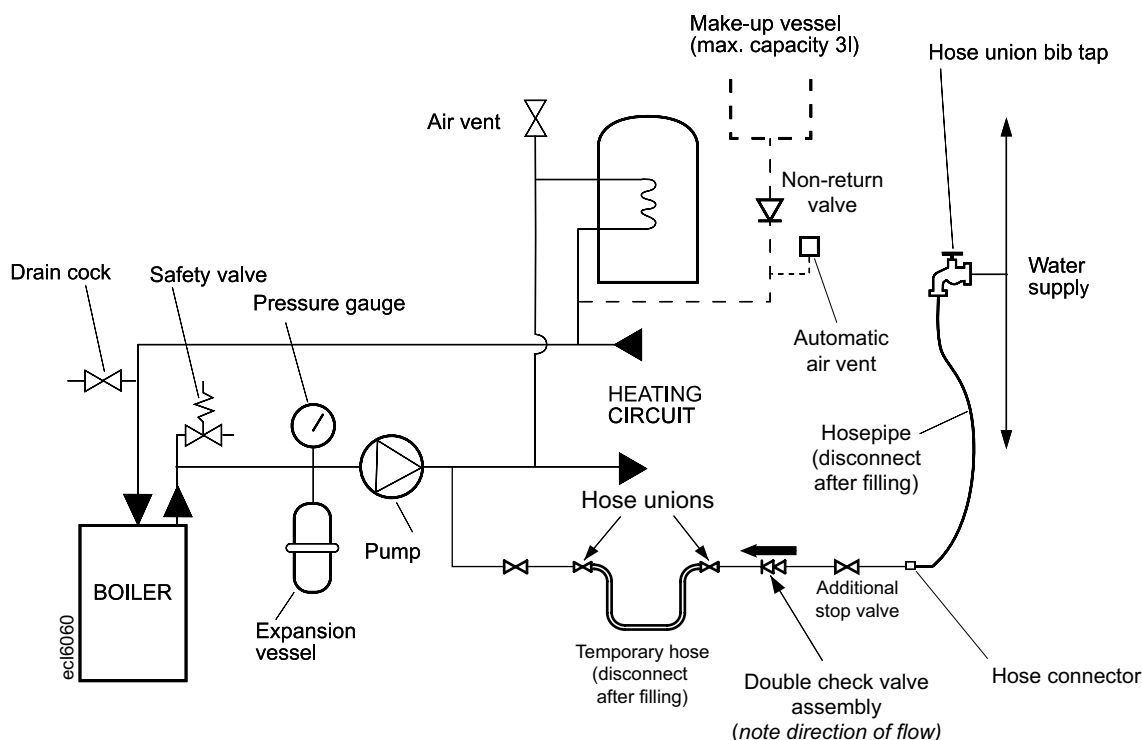 Make-up vessel
(max. capacity 3l)
Hose union bib tap
Air vent
Non-return
valve
Drain cock
Safety valve
Pressure gauge
Water
supply
Automatic
air vent
HEATING
CIRCUIT
Hosepipe
(disconnect
after filling)
Hose unions
Pump
BOILER
ecl6060
Expansion
vessel
Additional
stop valve
Temporary hose
(disconnect
after filling)
Double check valve
assembly
(note direction of flow)
Hose connector